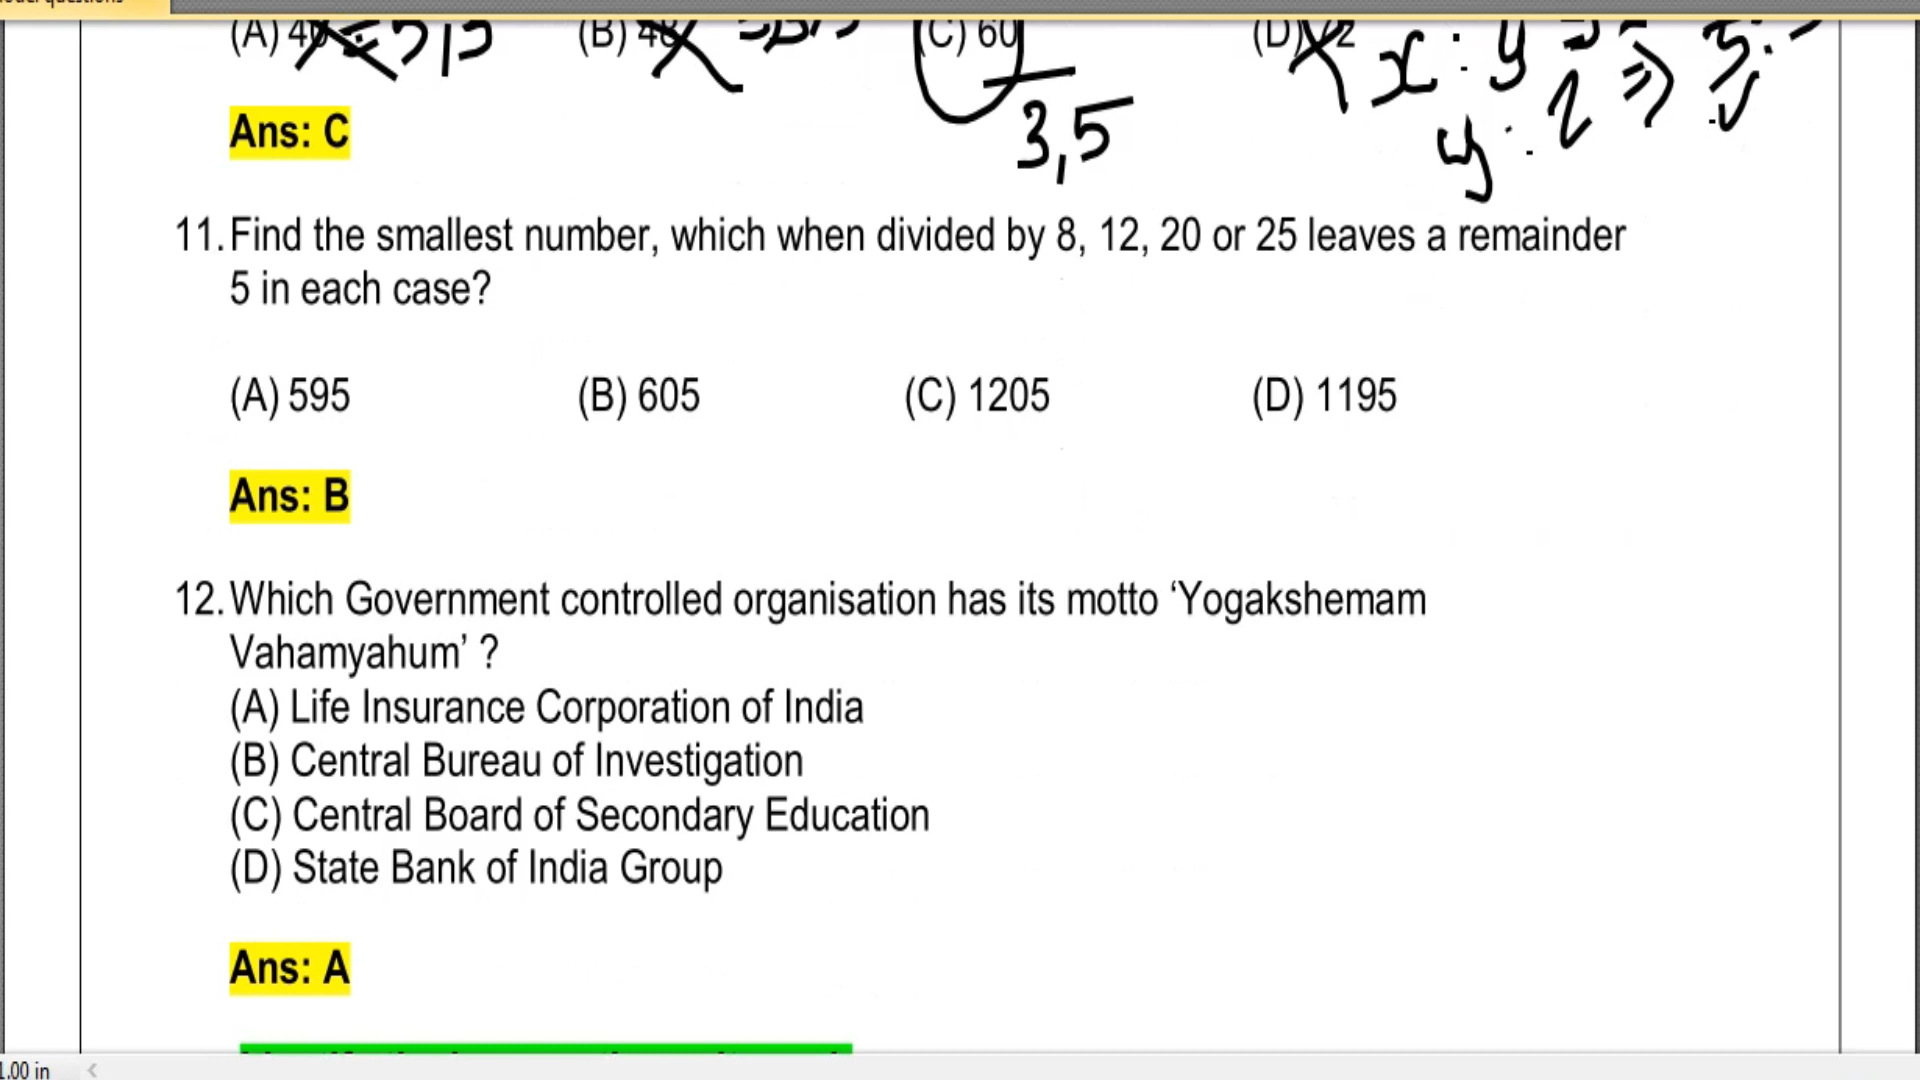 (A) 40 (B) 48 (C) 60 (D) 72
3,5
x : y
y : z ⇒
Ans: C
11. Find the smallest number, which when divided by 8, 12, 20 or 25 leaves a remainder
5 in each case?
(A) 595 (B) 605 (C) 1205 (D) 1195
Ans: B
12. Which Government controlled organisation has its motto ‘Yogakshemam
Vahamyahum’ ?
(A) Life Insurance Corporation of India
(B) Central Bureau of Investigation
(C) Central Board of Secondary Education
(D) State Bank of India Group
Ans: A
1.00 in